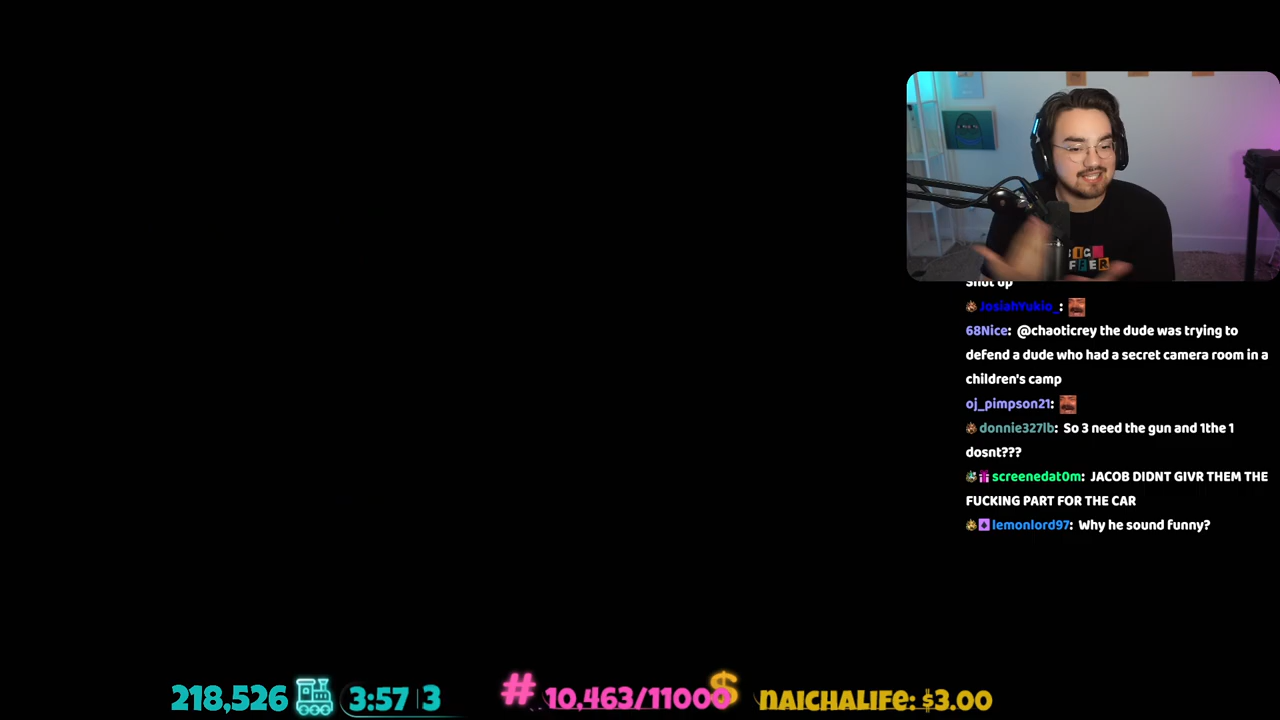 Shut up
JosiahYukio_:
68Nice: @chaoticrey the dude was trying to
defend a dude who had a secret camera room in a
children's camp
oj_pimpson21:
donnie327lb: So 3 need the gun and 1the 1
dosnt???
screenedat0m: JACOB DIDNT GIVR THEM THE
FUCKING PART FOR THE CAR
lemonlord97: Why he sound funny?
218,526 3:57 3 # 10,463/11000 $ NAICHALIFE: $3.00